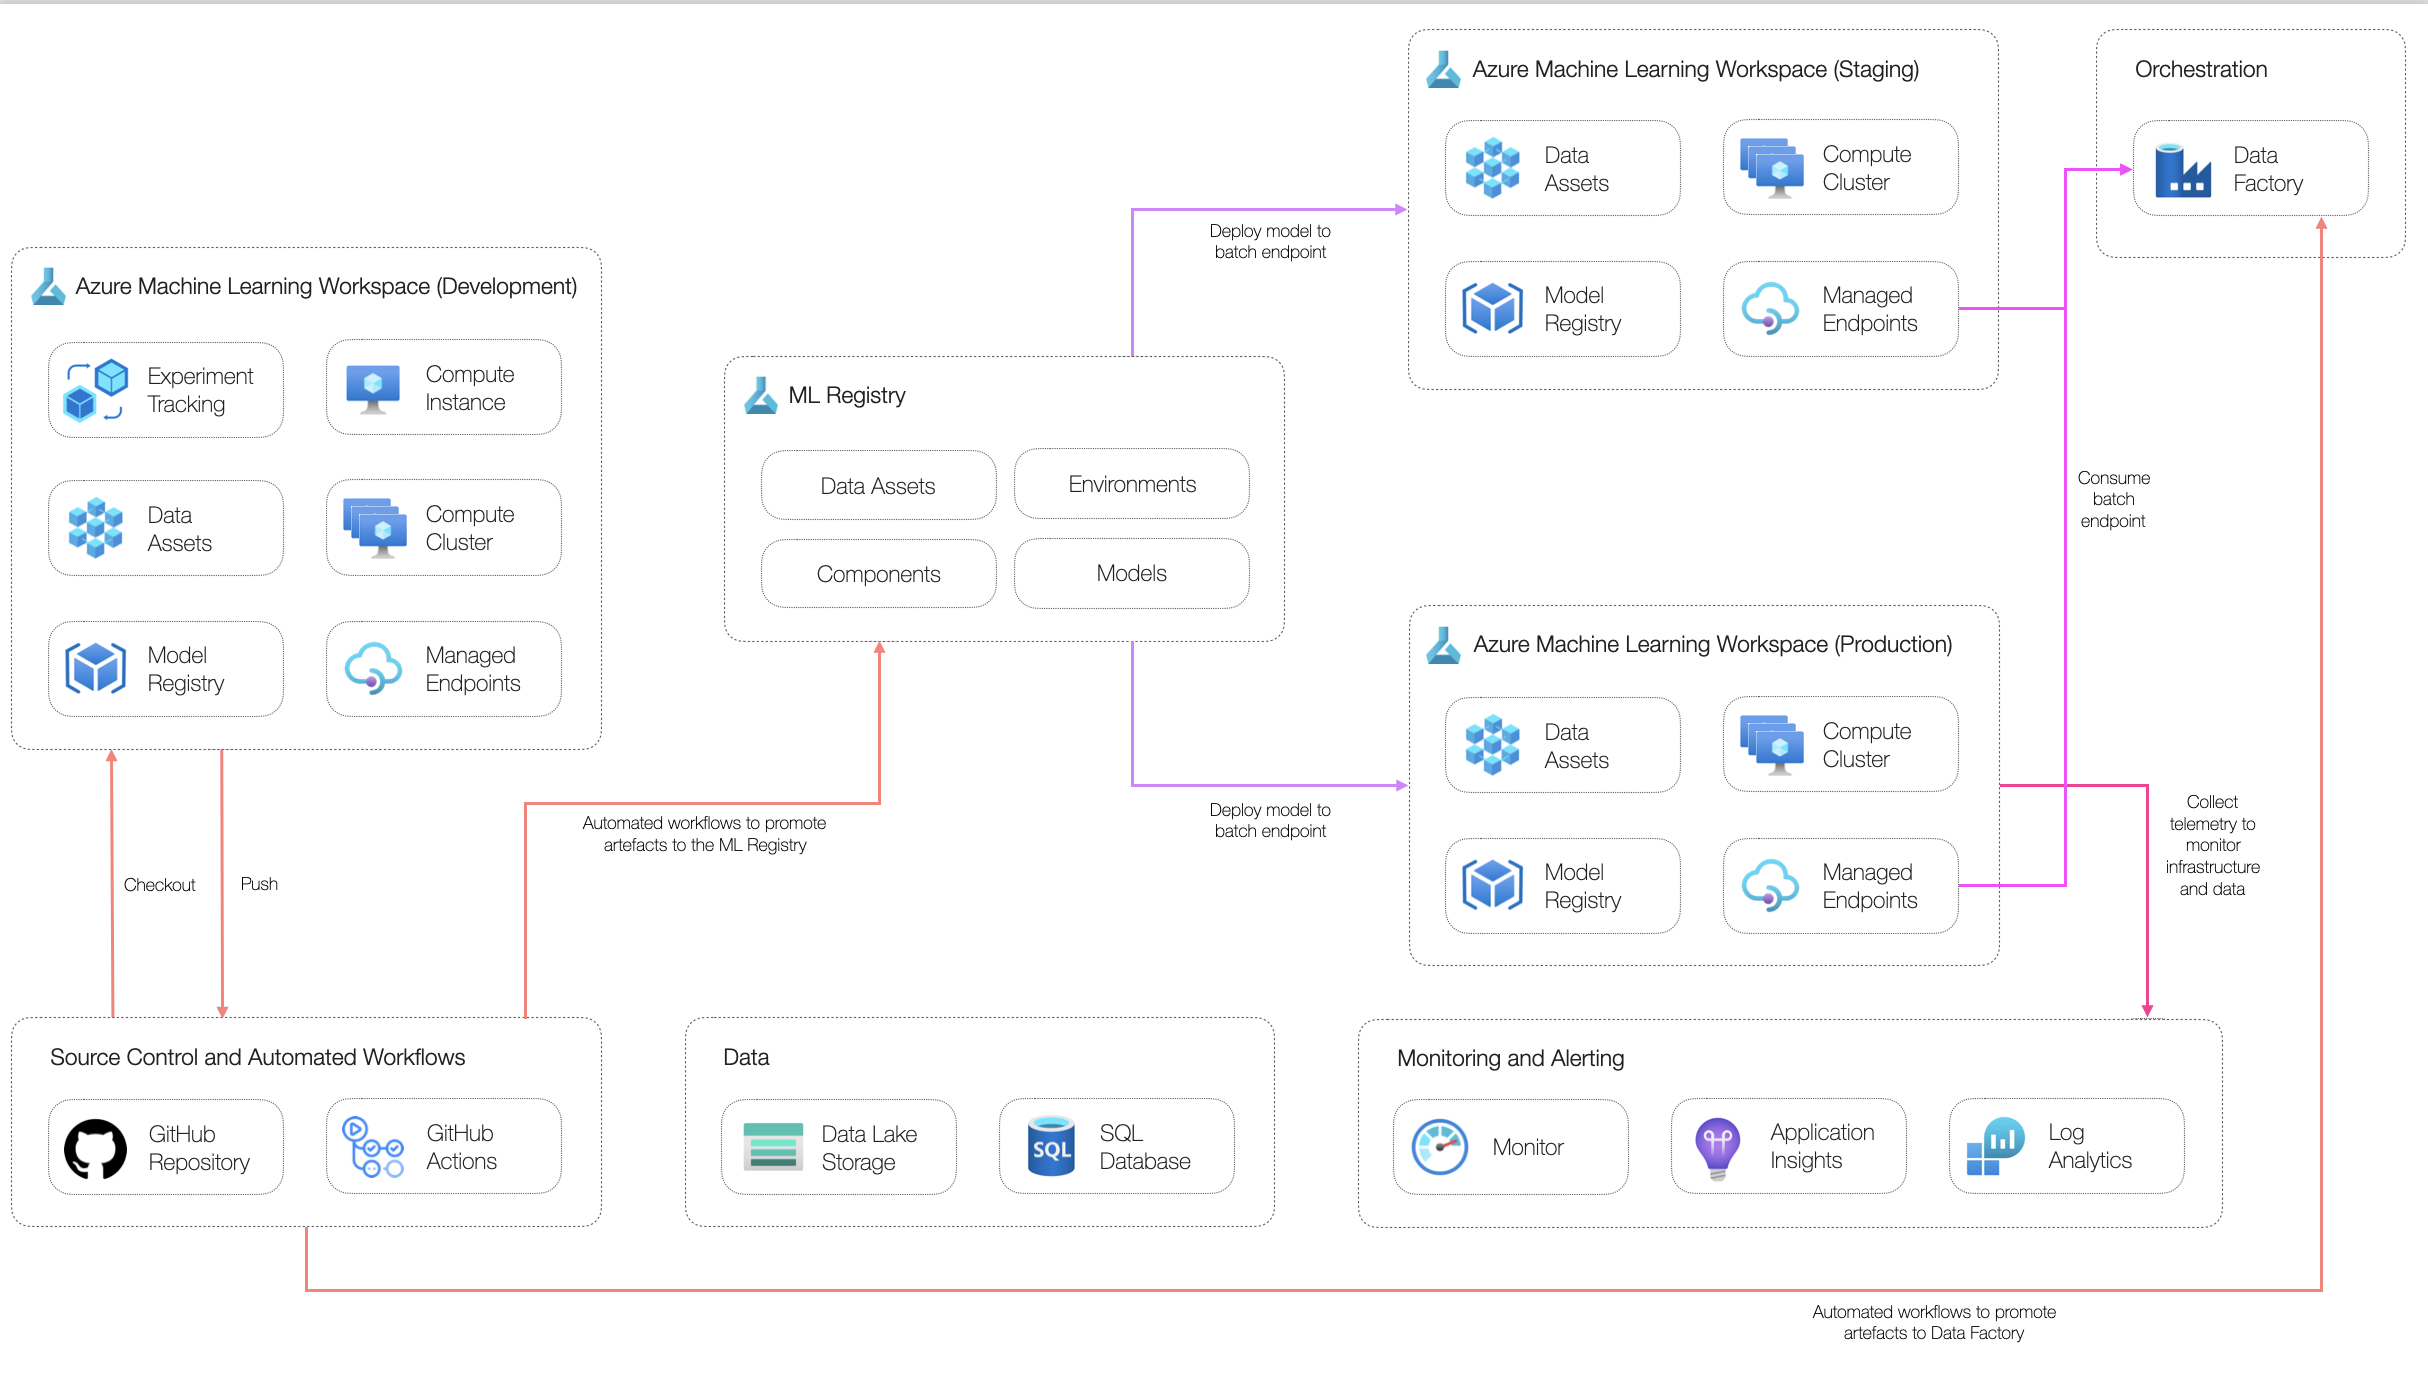 Azure Machine Learning Workspace (Staging)
Data
Assets
Compute
Cluster
Model
Registry
Managed
Endpoints
Orchestration
Data
Factory
Deploy model to
batch endpoint
Azure Machine Learning Workspace (Development)
Experiment
Tracking
Compute
Instance
Data
Assets
Compute
Cluster
Model
Registry
Managed
Endpoints
ML Registry
Data Assets
Environments
Components
Models
Consume
batch
endpoint
Azure Machine Learning Workspace (Production)
Data
Assets
Compute
Cluster
Model
Registry
Managed
Endpoints
Deploy model to
batch endpoint
Collect
telemetry to
monitor
infrastructure
and data
Checkout
Push
Automated workflows to promote
artefacts to the ML Registry
Source Control and Automated Workflows
GitHub
Repository
GitHub
Actions
Data
Data Lake
Storage
SQL
SQL
Database
Monitoring and Alerting
Monitor
Application
Insights
Log
Analytics
Automated workflows to promote
artefacts to Data Factory